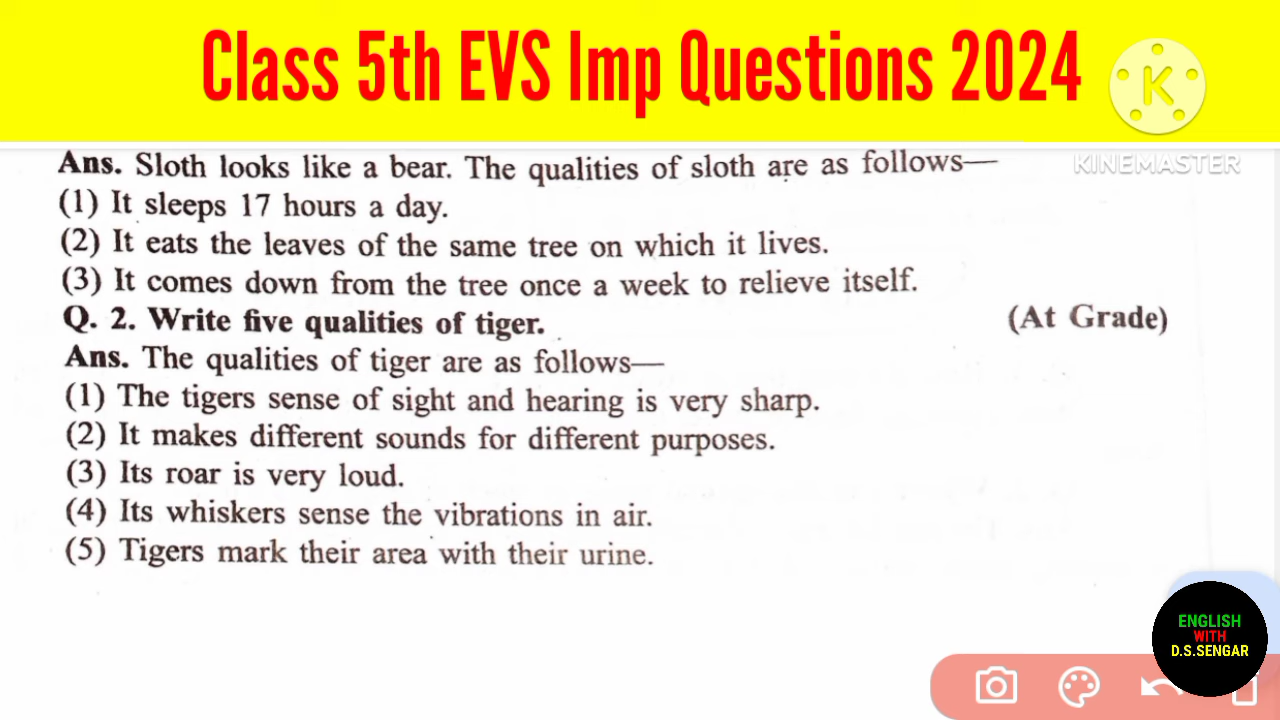 Class 5th EVS Imp Questions 2024
K
KINEMASTER
Ans. Sloth looks like a bear. The qualities of sloth are as follows—
(1) It sleeps 17 hours a day.
(2) It eats the leaves of the same tree on which it lives.
(3) It comes down from the tree once a week to relieve itself.
Q. 2. Write five qualities of tiger. (At Grade)
Ans. The qualities of tiger are as follows—
(1) The tigers sense of sight and hearing is very sharp.
(2) It makes different sounds for different purposes.
(3) Its roar is very loud.
(4) Its whiskers sense the vibrations in air.
(5) Tigers mark their area with their urine.
ENGLISH
WITH
D.S.SENGAR